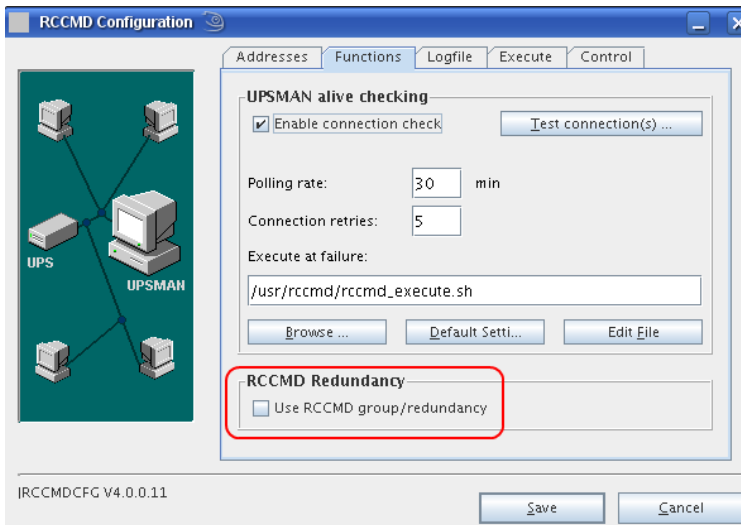 RCCMD Configuration
Addresses Functions Logfile Execute Control
UPSMAN alive checking
Enable connection check
Test connection(s) ...
Polling rate: 30 min
Connection retries: 5
Execute at failure:
/usr/rccmd/rccmd_execute.sh
Browse ... Default Setti... Edit File
UPS
UPSMAN
RCCMD Redundancy
Use RCCMD group/redundancy
JRCCMDCFG V4.0.0.11
Save Cancel